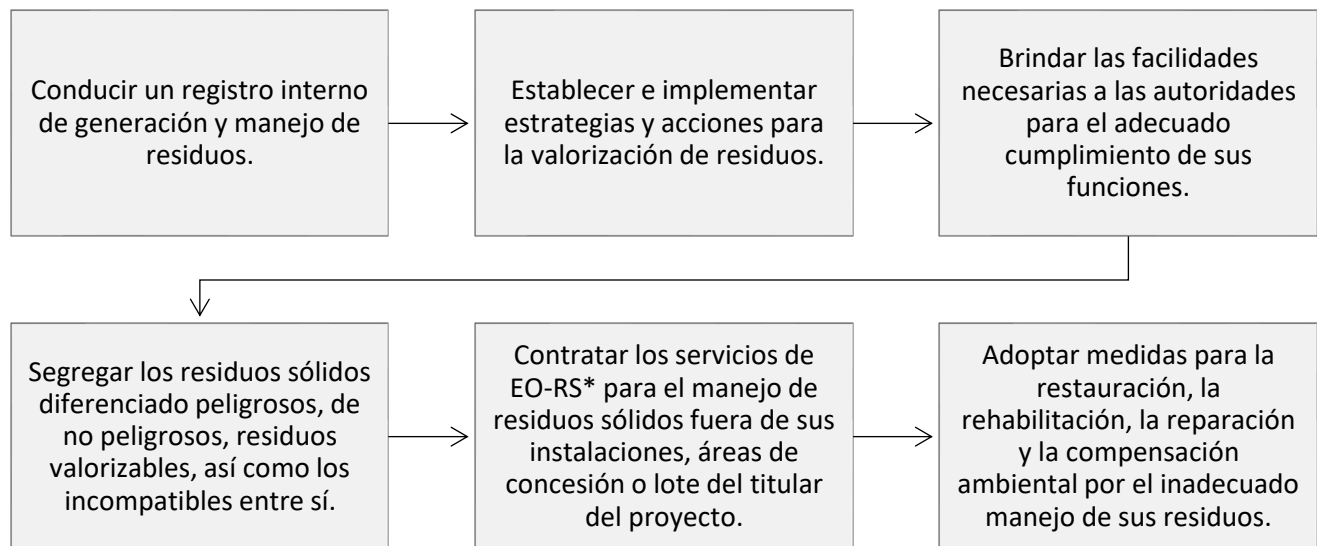 Conducir un registro interno
de generación y manejo de
residuos.
Establecer e implementar
estrategias y acciones para
la valorización de residuos.
Brindar las facilidades
necesarias a las autoridades
para el adecuado
cumplimiento de sus
funciones.
Segregar los residuos sólidos
diferenciado peligrosos, de
no peligrosos, residuos
valorizables, así como los
incompatibles entre sí.
Contratar los servicios de
EO-RS* para el manejo de
residuos sólidos fuera de sus
instalaciones, áreas de
concesión o lote del titular
del proyecto.
Adoptar medidas para la
restauración, la
rehabilitación, la reparación
y la compensación
ambiental por el inadecuado
manejo de sus residuos.